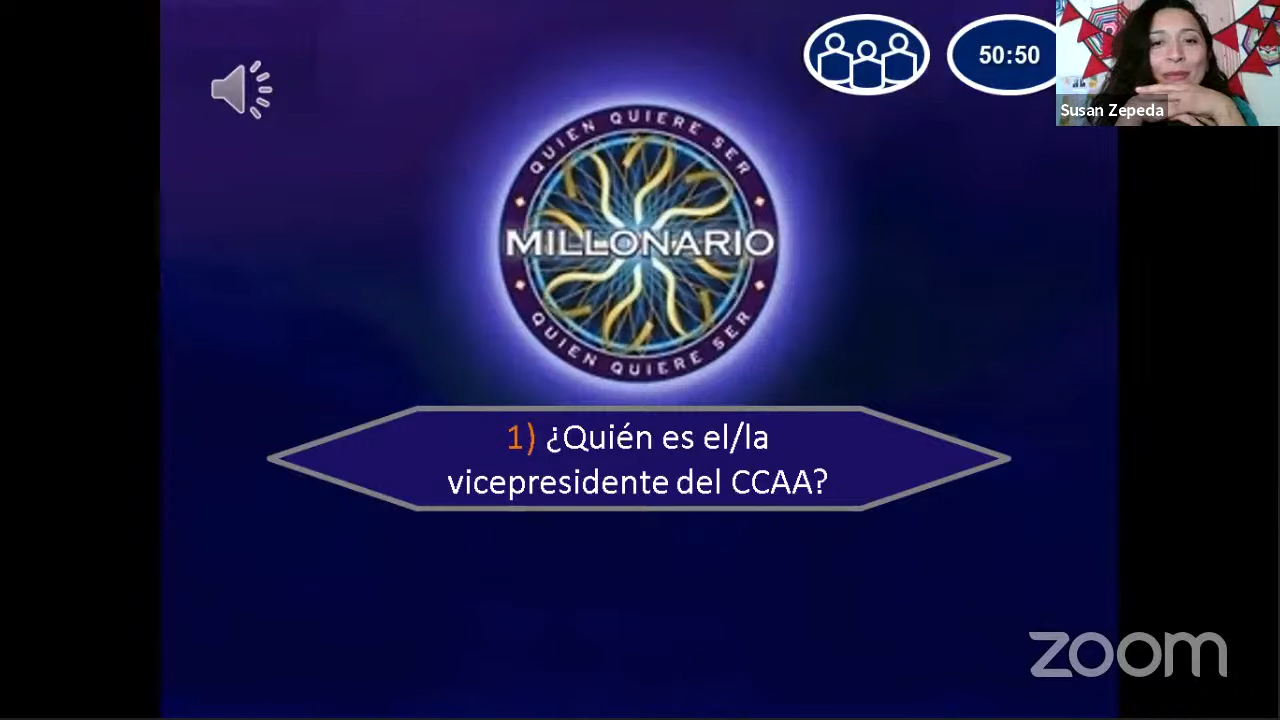 50:50
Susan Zepeda
QUIEN QUIERE SER
MILLONARIO
QUIEN QUIERE SER
1) ¿Quién es el/la
vicepresidente del CCAA?
zoom